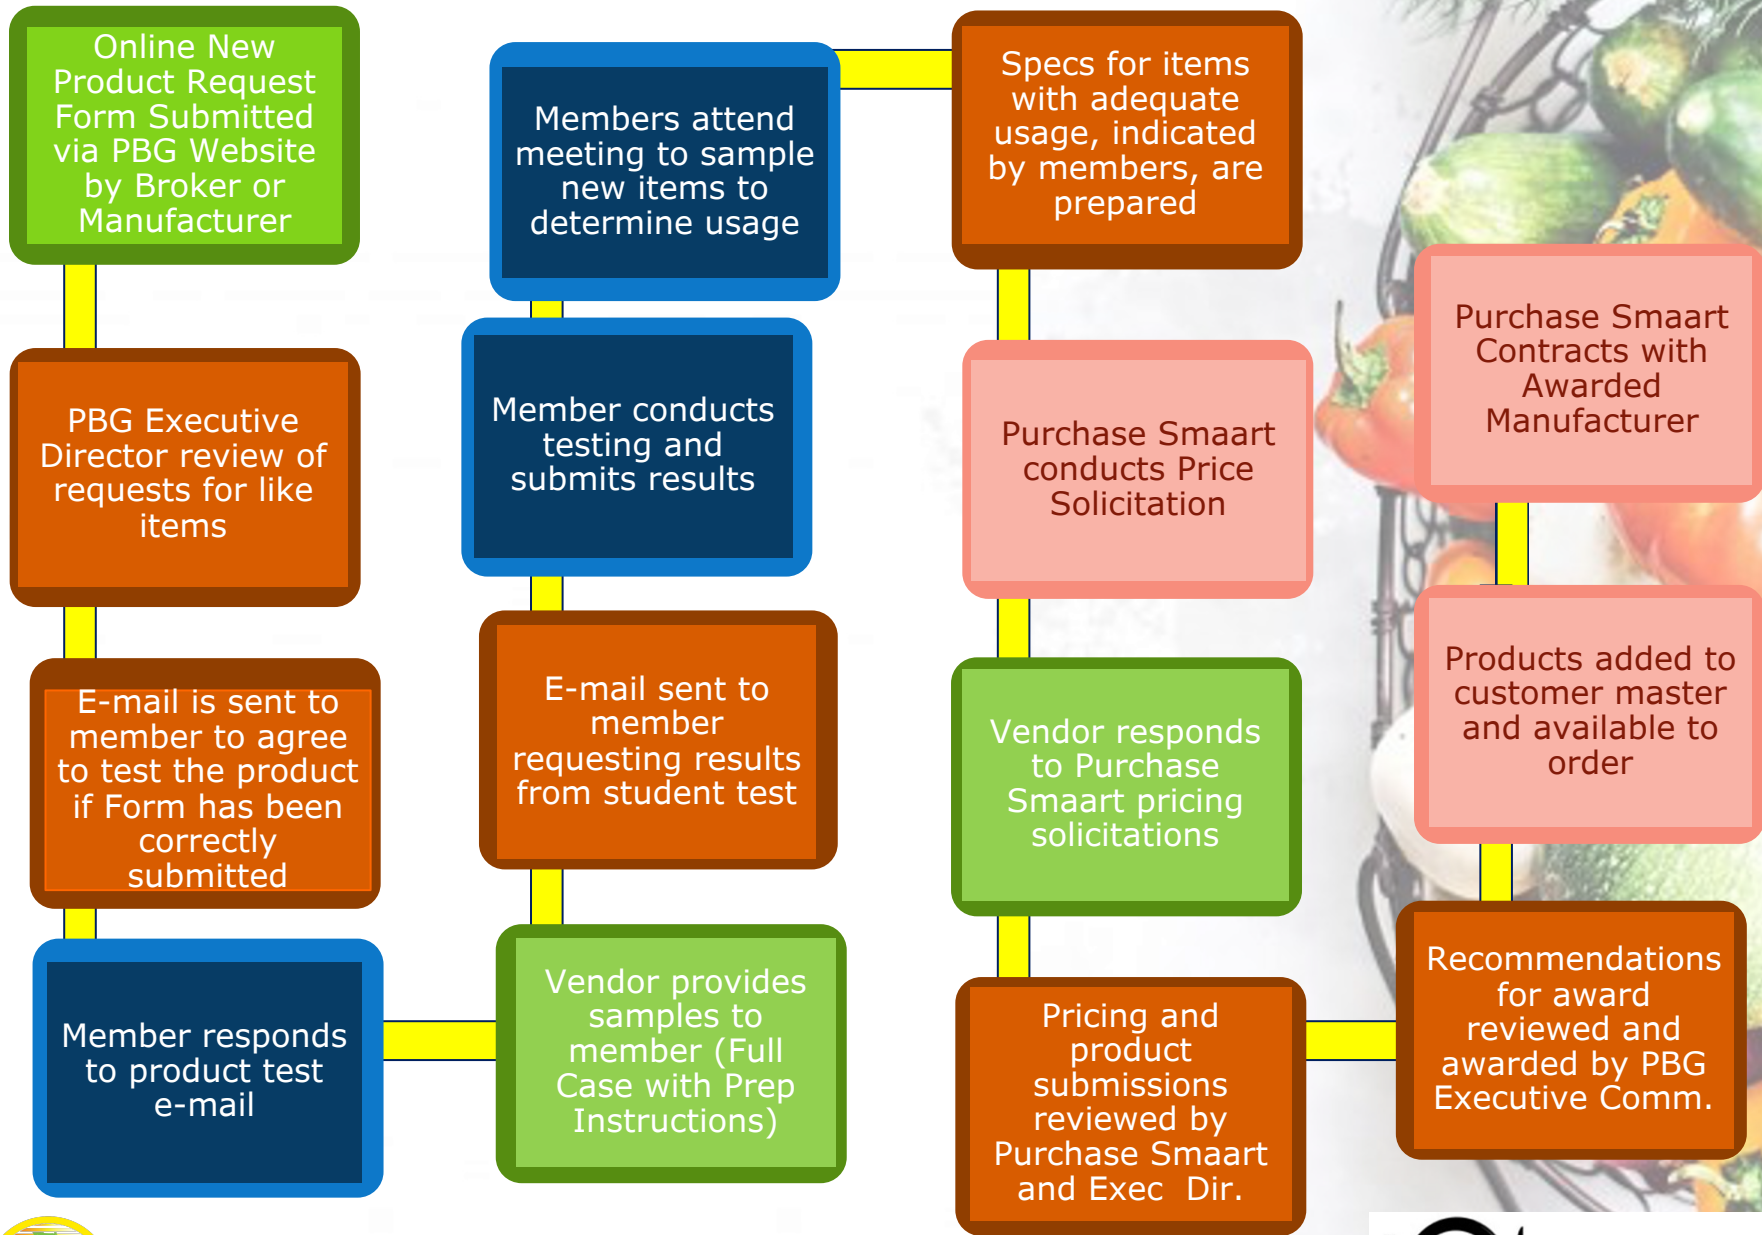 Online New
Product Request
Form Submitted
via PBG Website
by Broker or
Manufacturer
PBG Executive
Director review of
requests for like
items
E-mail is sent to
member to agree
to test the product
if Form has been
correctly
submitted
Member responds
to product test
e-mail
Vendor provides
samples to
member (Full
Case with Prep
Instructions)
E-mail sent to
member
requesting results
from student test
Member conducts
testing and
submits results
Members attend
meeting to sample
new items to
determine usage
Specs for items
with adequate
usage, indicated
by members, are
prepared
Purchase Smaart
conducts Price
Solicitation
Vendor responds
to Purchase
Smaart pricing
solicitations
Pricing and
product
submissions
reviewed by
Purchase Smaart
and Exec  Dir.
Recommendations
for award
reviewed and
awarded by PBG
Executive Comm.
Products added to
customer master
and available to
order
Purchase Smaart
Contracts with
Awarded
Manufacturer